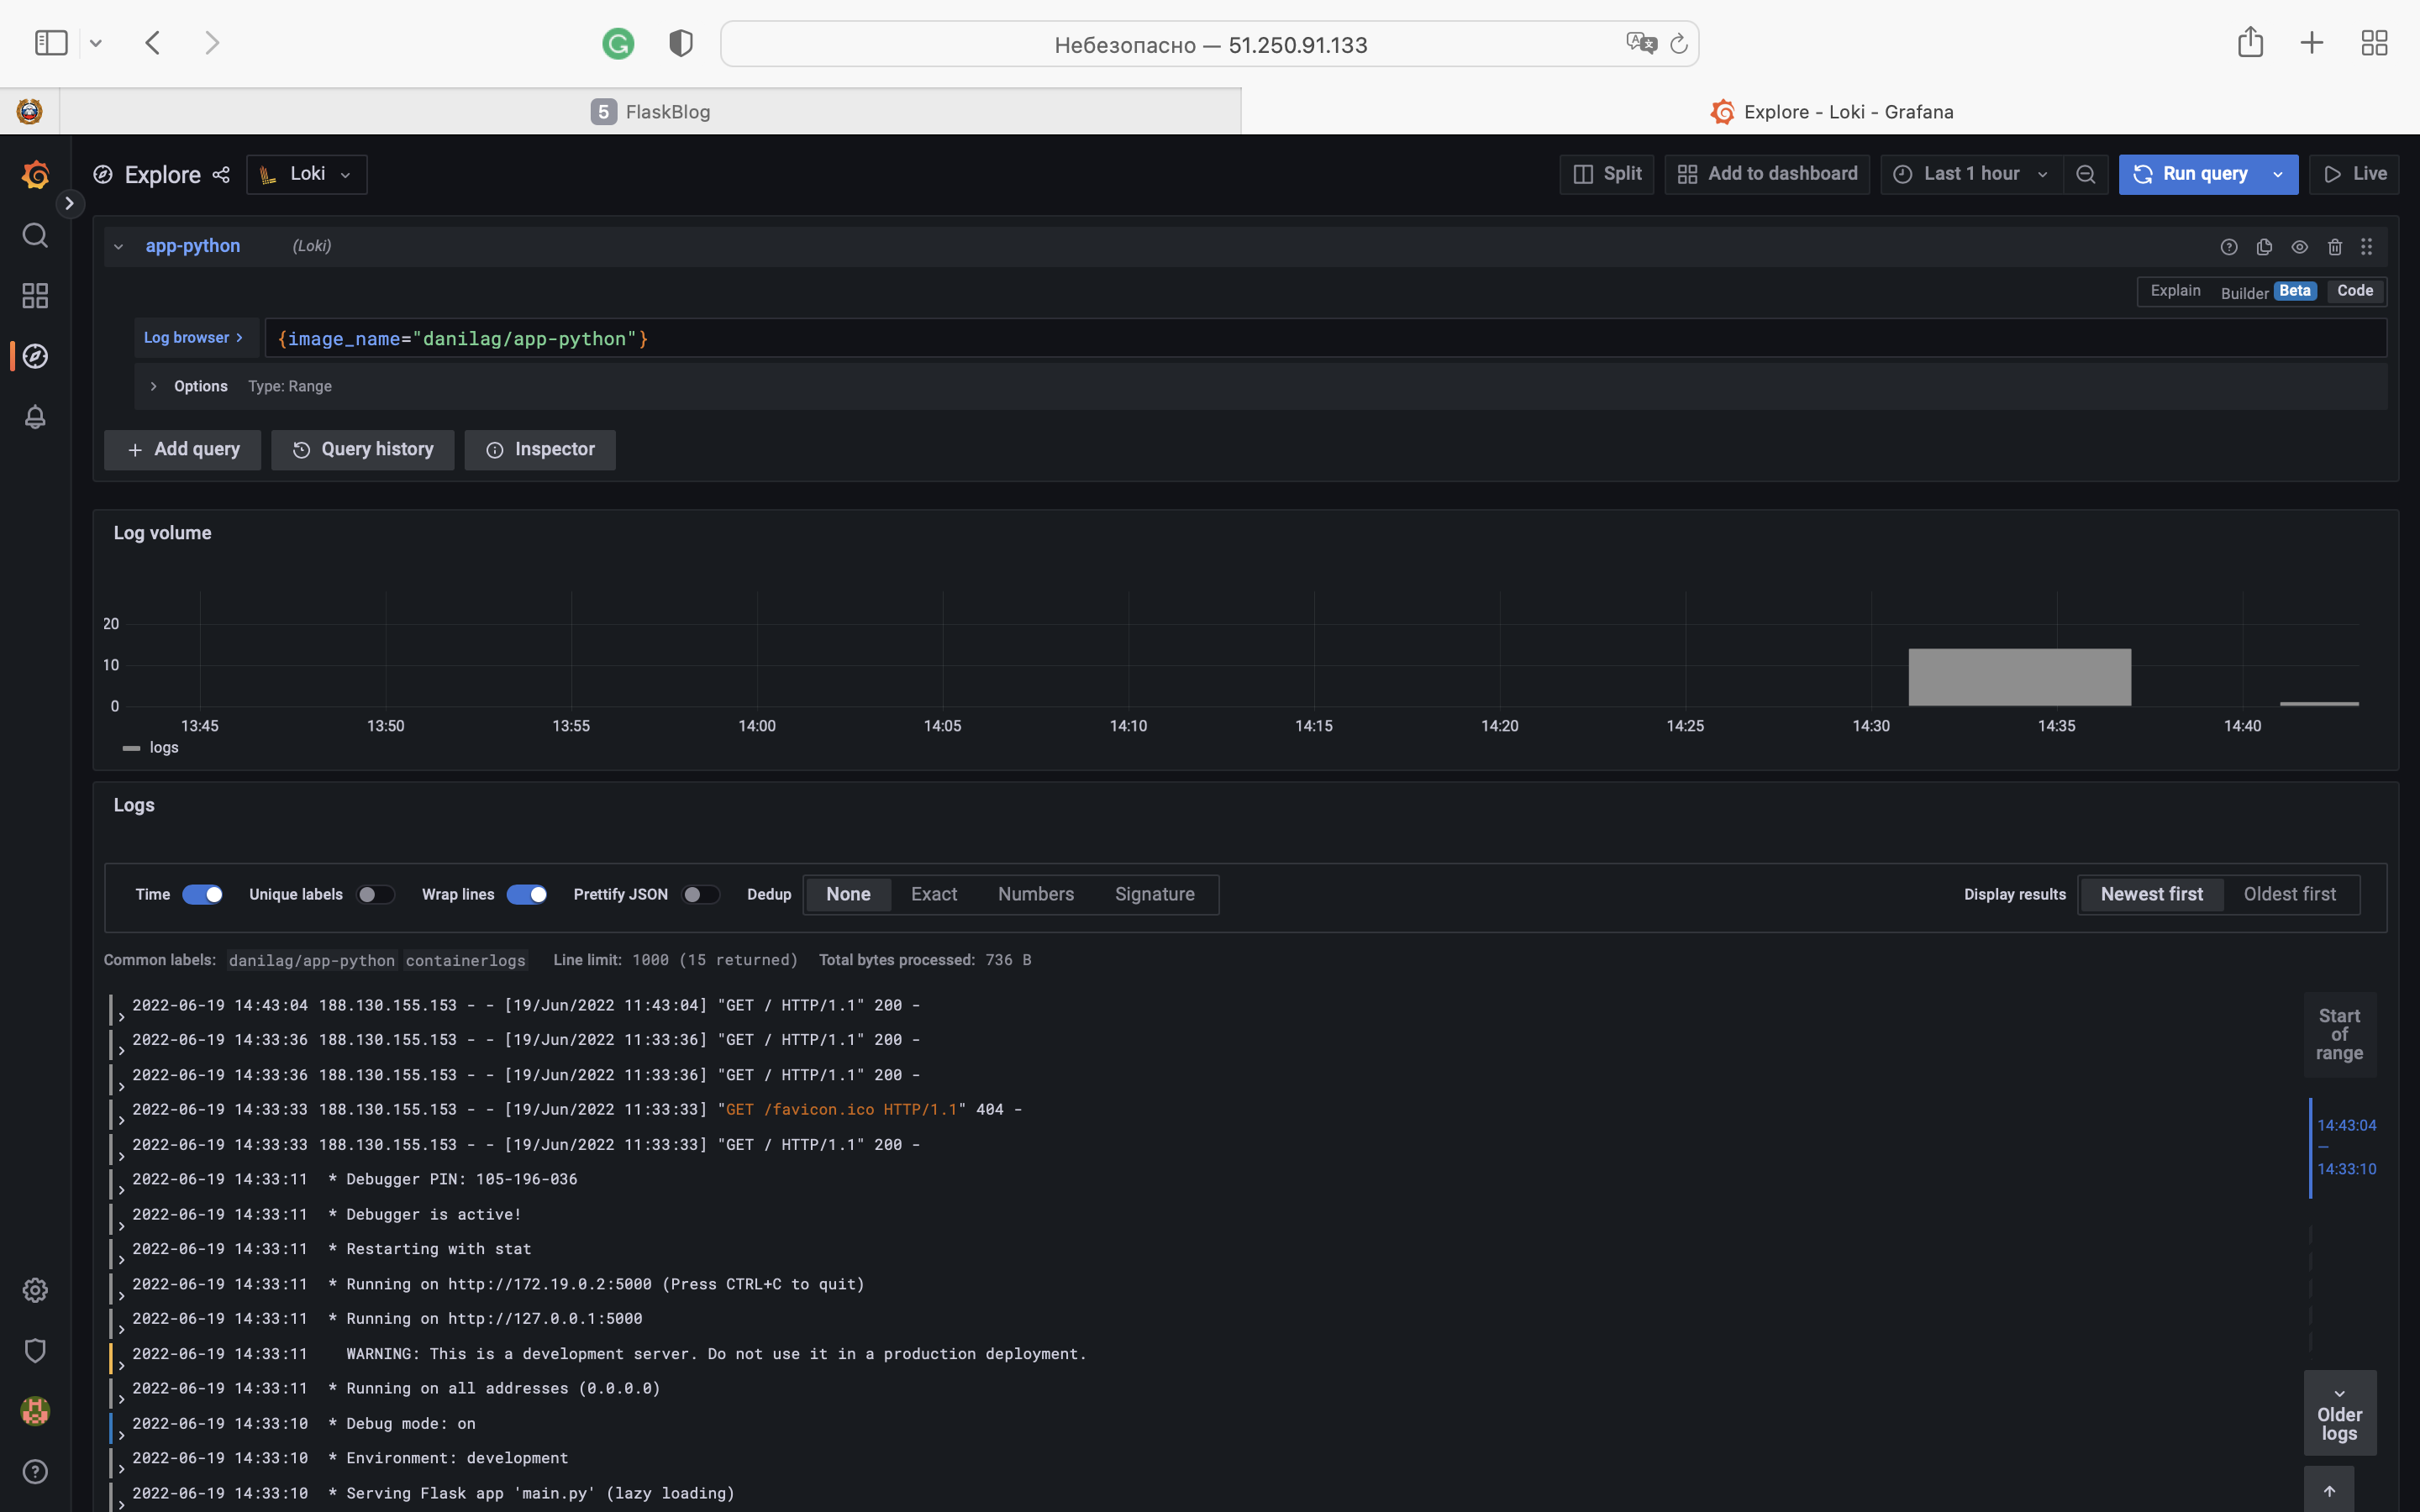 Небезопасно — 51.250.91.133
5 FlaskBlog
Explore - Loki - Grafana
Explore
Loki
Split
Add to dashboard
Last 1 hour
Run query
Live
app-python (Loki)
Explain Builder Beta Code
Log browser {image_name="danilag/app-python"}
Options Type: Range
Add query Query history Inspector
Log volume
20
10
0
13:45 13:50 13:55 14:00 14:05 14:10 14:15 14:20 14:25 14:30 14:35 14:40
logs
Logs
Time Unique labels Wrap lines Prettify JSON Dedup None Exact Numbers Signature Display results Newest first Oldest first
Common labels: danilag/app-python containerlogs Line limit: 1000 (15 returned) Total bytes processed: 736 B
2022-06-19 14:43:04 188.130.155.153 - - [19/Jun/2022 11:43:04] "GET / HTTP/1.1" 200 -
2022-06-19 14:33:36 188.130.155.153 - - [19/Jun/2022 11:33:36] "GET / HTTP/1.1" 200 -
2022-06-19 14:33:36 188.130.155.153 - - [19/Jun/2022 11:33:36] "GET / HTTP/1.1" 200 -
2022-06-19 14:33:33 188.130.155.153 - - [19/Jun/2022 11:33:33] "GET /favicon.ico HTTP/1.1" 404 -
2022-06-19 14:33:33 188.130.155.153 - - [19/Jun/2022 11:33:33] "GET / HTTP/1.1" 200 -
2022-06-19 14:33:11 * Debugger PIN: 105-196-036
2022-06-19 14:33:11 * Debugger is active!
2022-06-19 14:33:11 * Restarting with stat
2022-06-19 14:33:11 * Running on http://172.19.0.2:5000 (Press CTRL+C to quit)
2022-06-19 14:33:11 * Running on http://127.0.0.1:5000
2022-06-19 14:33:11 WARNING: This is a development server. Do not use it in a production deployment.
2022-06-19 14:33:11 * Running on all addresses (0.0.0.0)
2022-06-19 14:33:10 * Debug mode: on
2022-06-19 14:33:10 * Environment: development
2022-06-19 14:33:10 * Serving Flask app 'main.py' (lazy loading)
Start
of
range
14:43:04
—
14:33:10
Older
logs